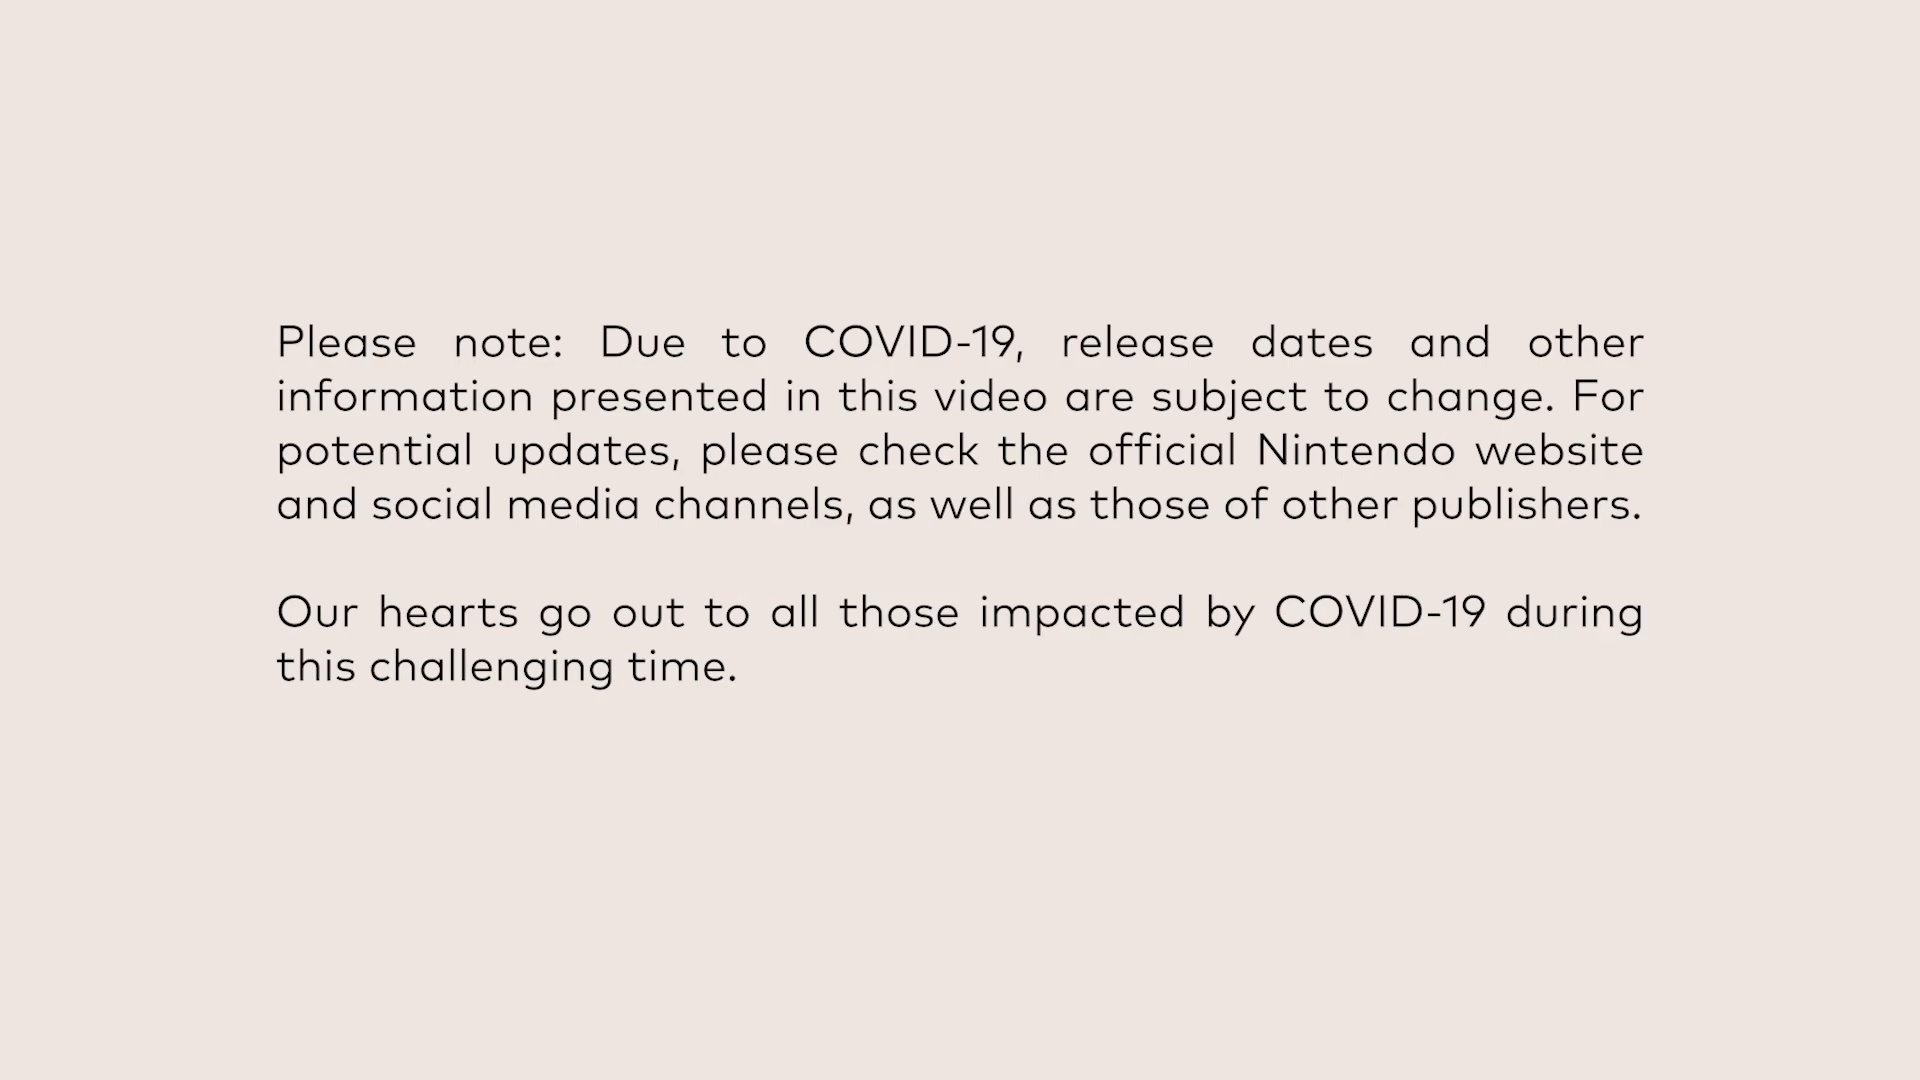 Please note: Due to COVID-19, release dates and other
information presented in this video are subject to change. For
potential updates, please check the official Nintendo website
and social media channels, as well as those of other publishers.
Our hearts go out to all those impacted by COVID-19 during
this challenging time.